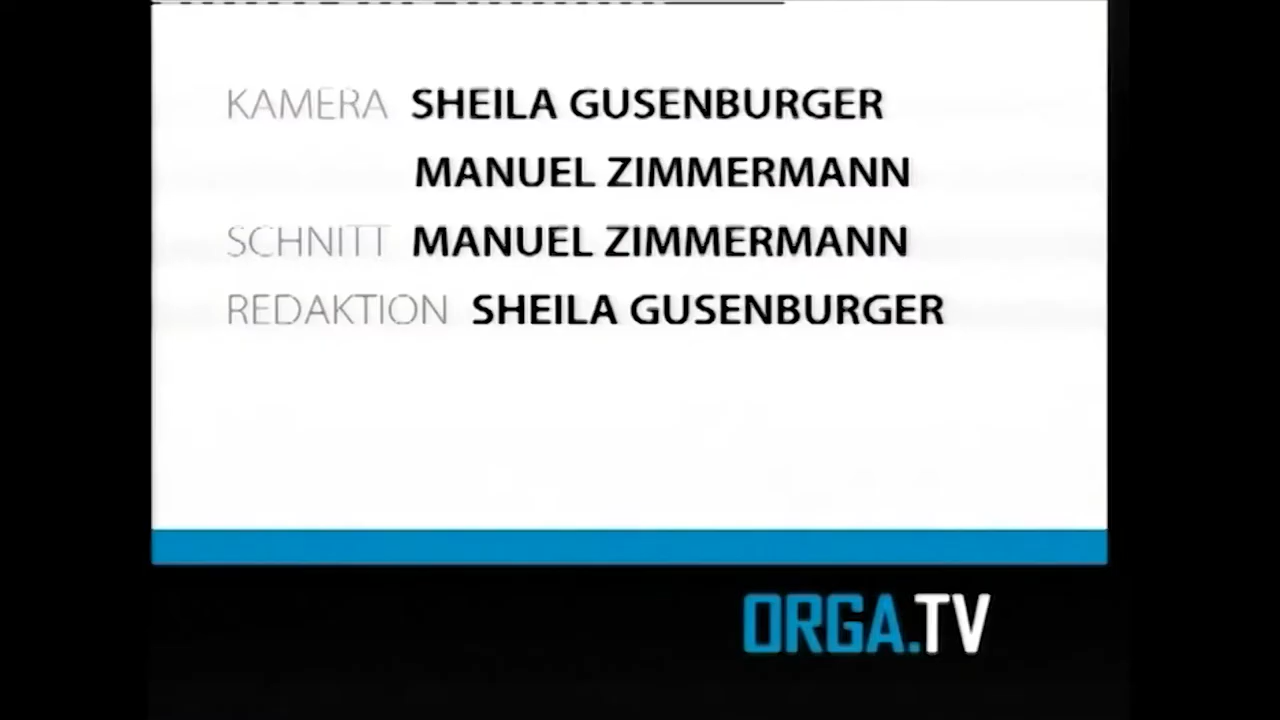 KAMERA SHEILA GUSENBURGER
MANUEL ZIMMERMANN
SCHNITT MANUEL ZIMMERMANN
REDAKTION SHEILA GUSENBURGER
ORGA.TV